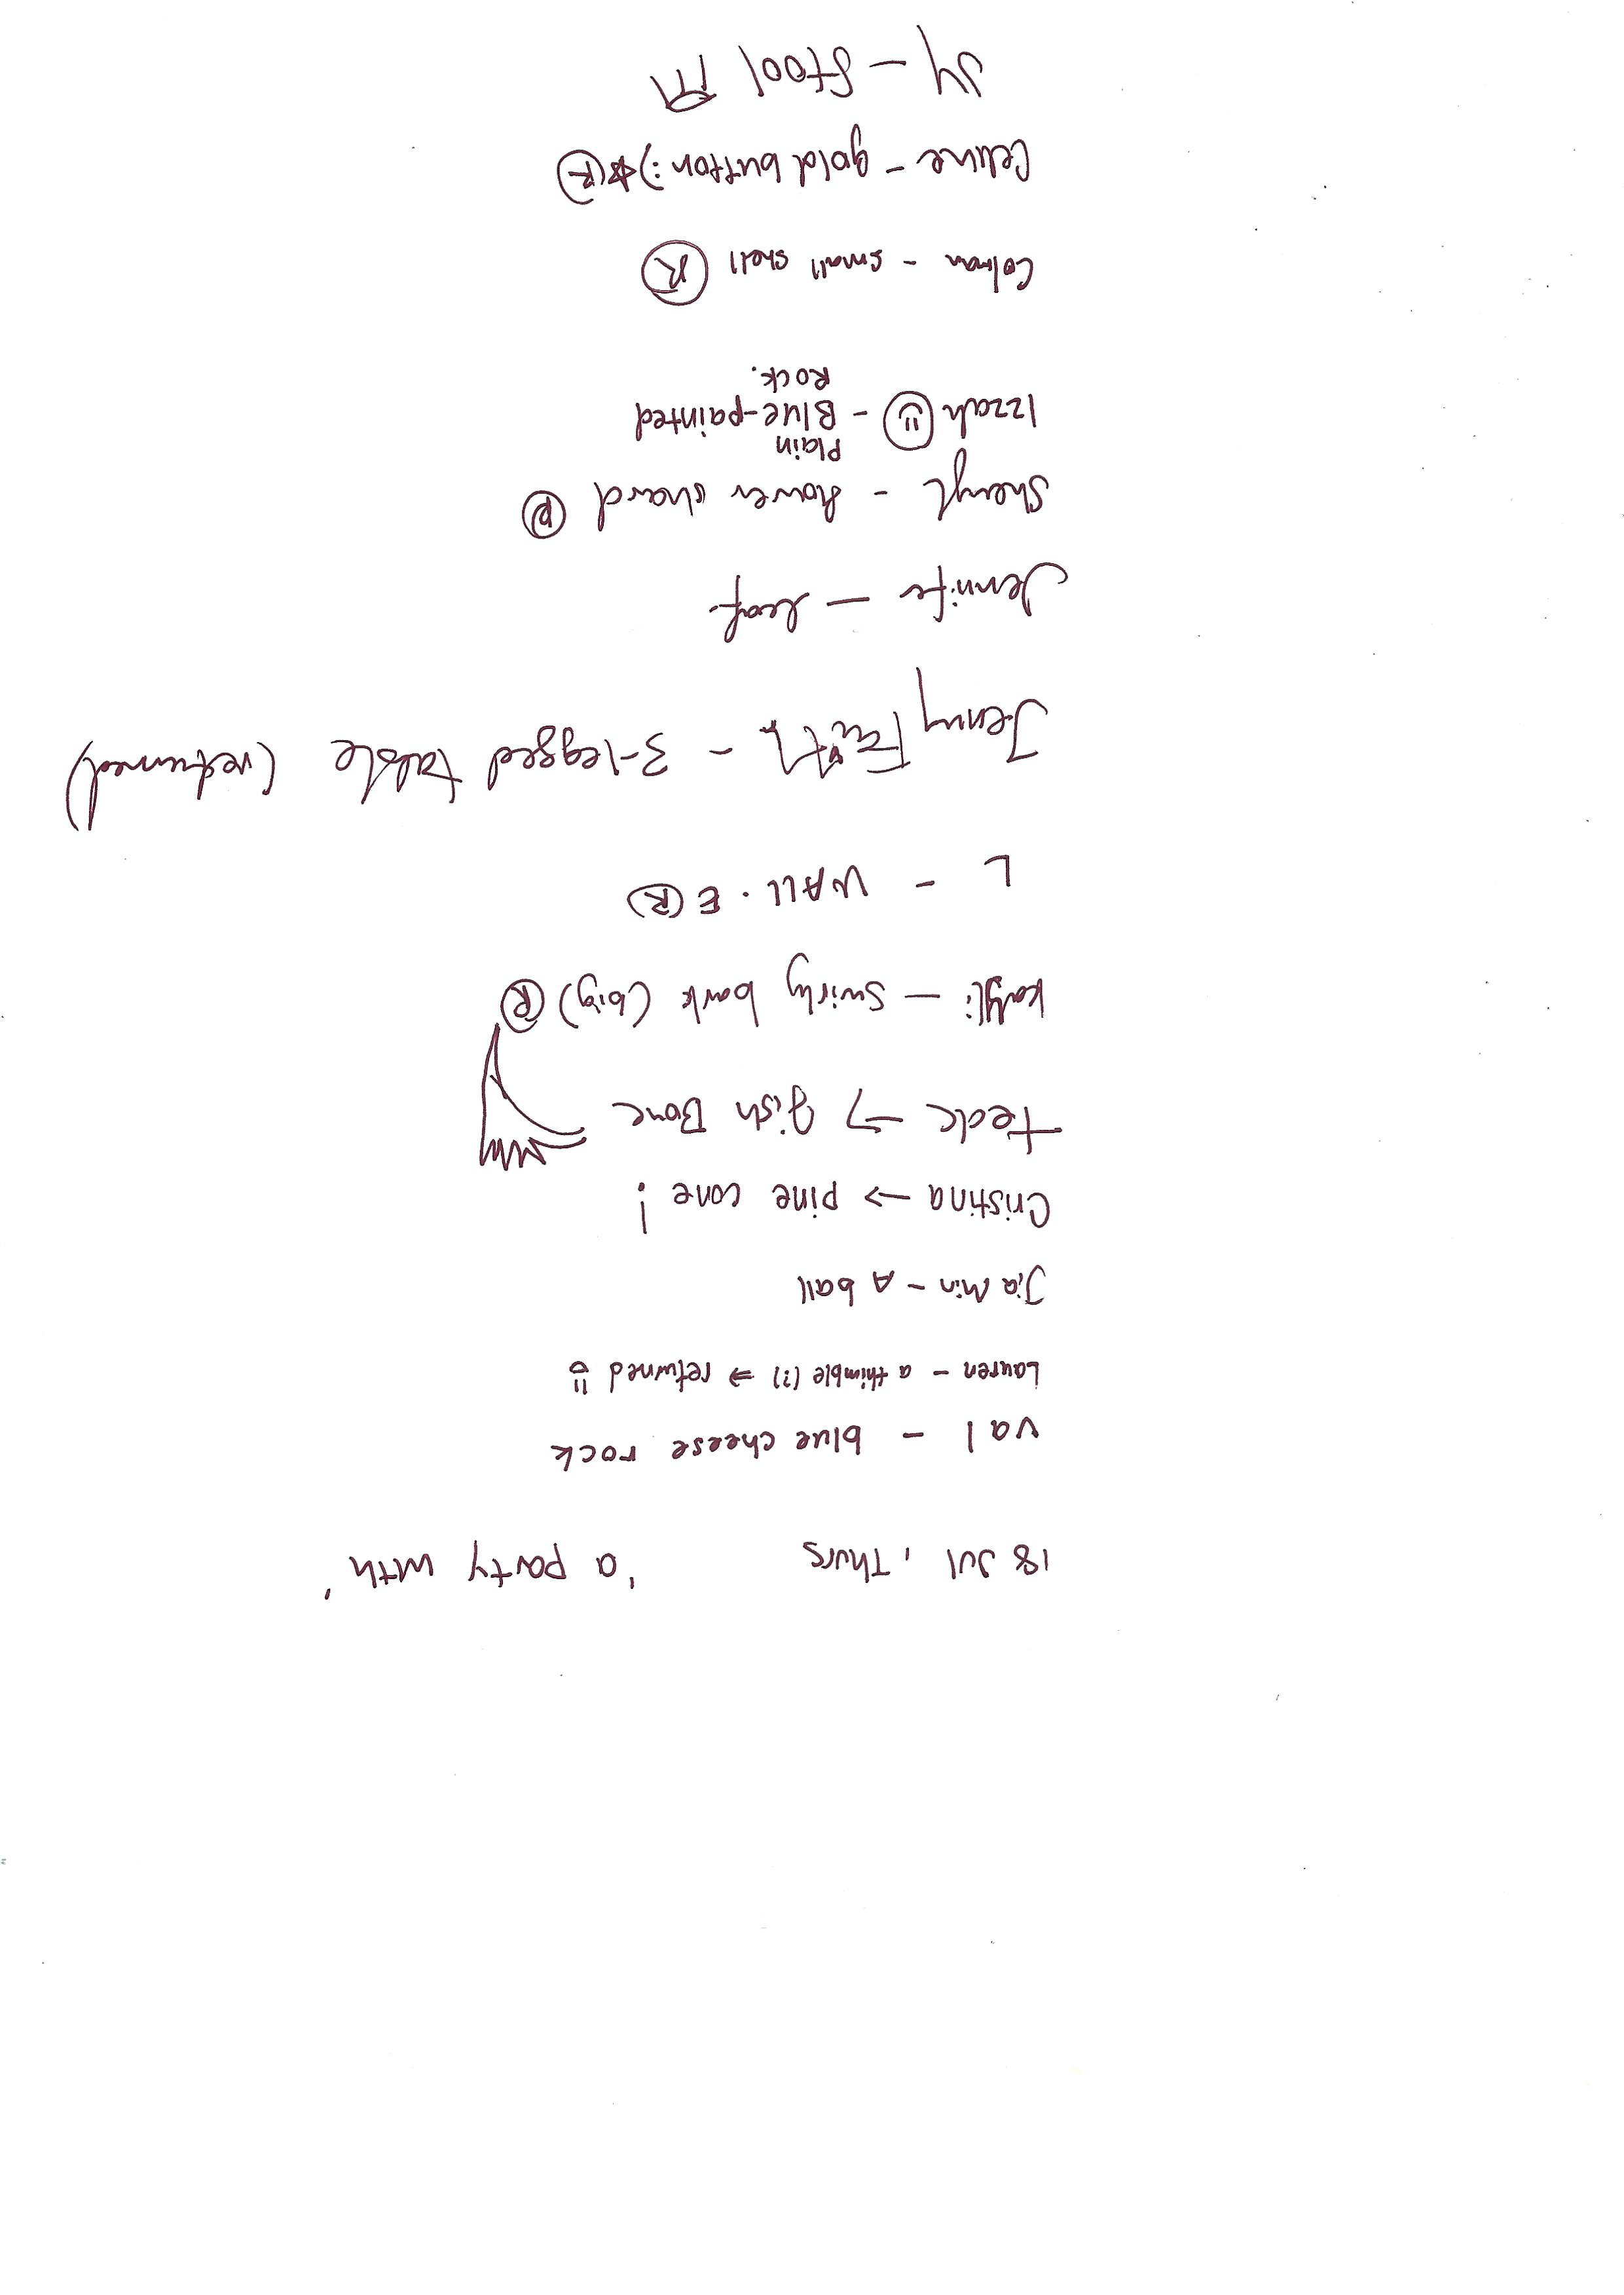 18 Jul, Thurs 'a party with'
val - blue cheese rock
Lauren - a thimble (?) ⇒ returned
Jia Min - A ball
Cristina → pine cone!
teck → fish Bone
kayli - swirly bark (big) Ⓡ
L - WALL·E Ⓡ
Jenny Faith - 3-legged table (returned)
Jennifer - leaf.
Sheryl - flower shard Ⓡ
Plain
Izzah - Blue-painted
Rock.
Colman - small shell Ⓡ
Celine - gold button :) ☆ Ⓡ
JY - Stool